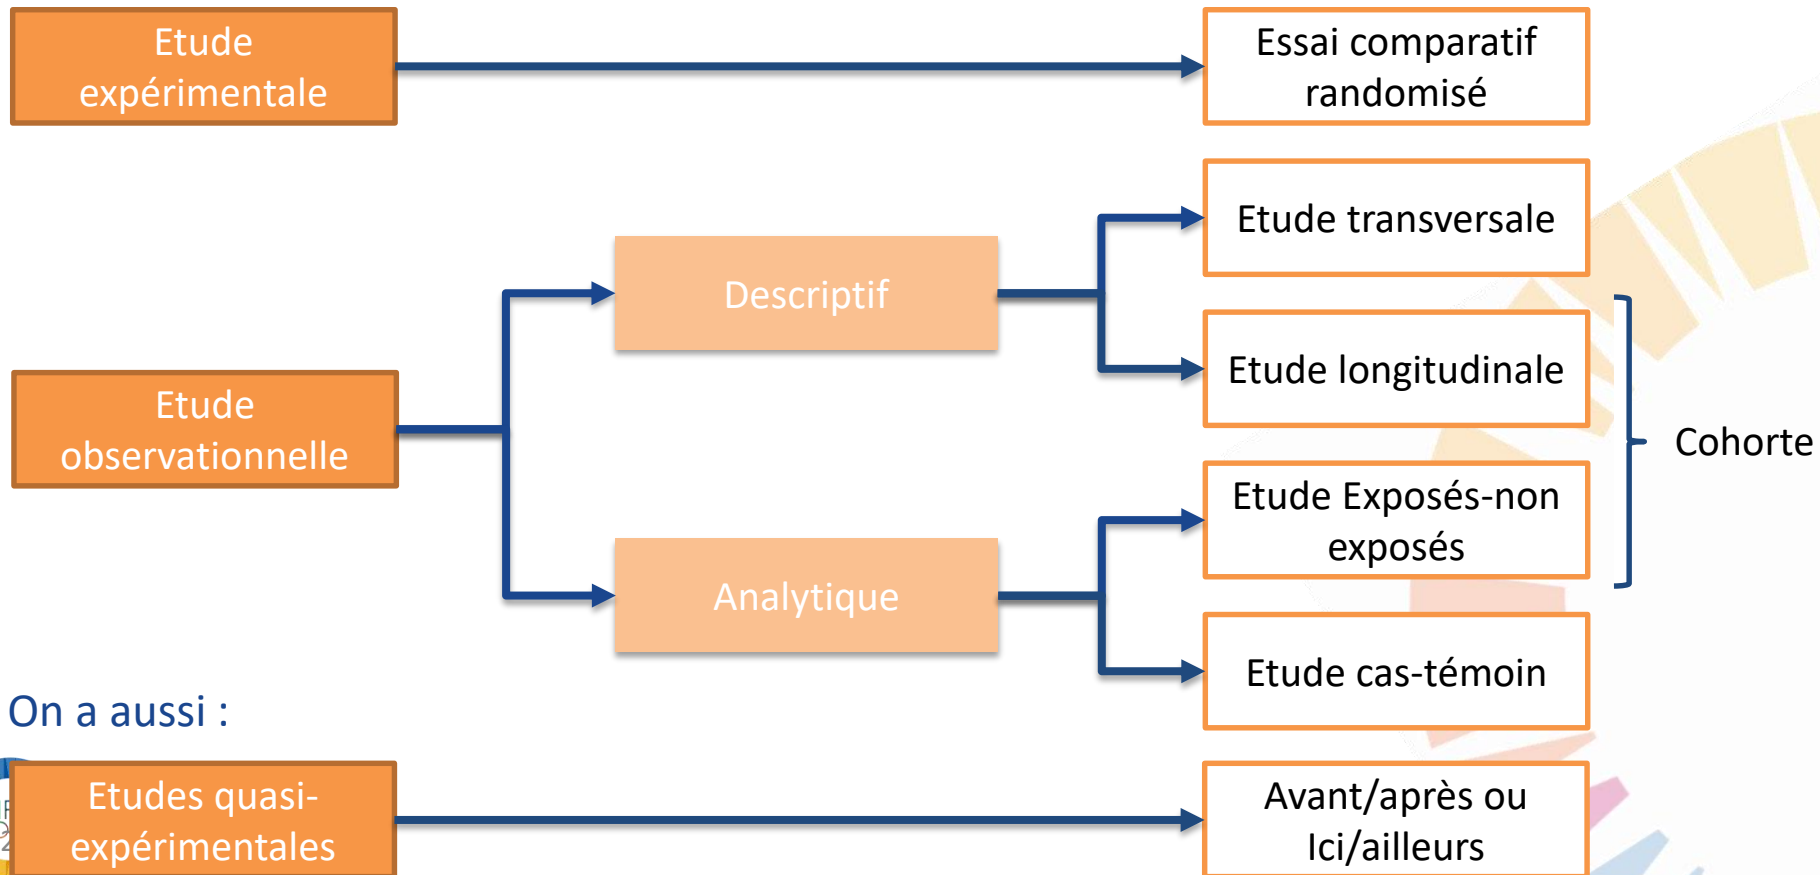 Etude
expérimentale
Essai comparatif
randomisé
Etude transversale
Descriptif
Etude longitudinale
Etude
observationnelle
Cohorte
Etude Exposés-non
exposés
Analytique
Etude cas-témoin
On a aussi :
Etudes quasi-
expérimentales
Avant/après ou
Ici/ailleurs